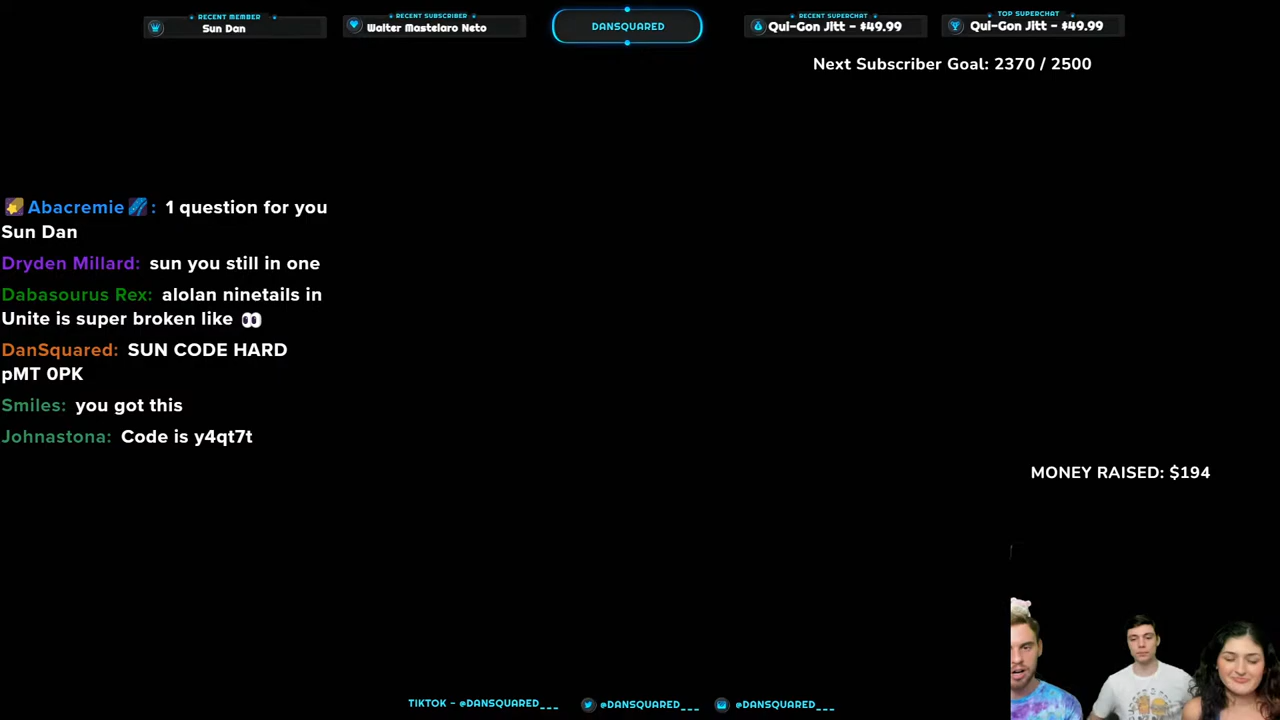 RECENT MEMBER
Sun Dan
RECENT SUBSCRIBER
Walter Mastelaro Neto
DANSQUARED
RECENT SUPERCHAT
Qui-Gon Jitt - $49.99
TOP SUPERCHAT
Qui-Gon Jitt - $49.99
Next Subscriber Goal: 2370 / 2500
Abacremie : 1 question for you
Sun Dan
Dryden Millard: sun you still in one
Dabasourus Rex: alolan ninetails in
Unite is super broken like 👀
DanSquared: SUN CODE HARD
pMT 0PK
Smiles: you got this
Johnastona: Code is y4qt7t
MONEY RAISED: $194
TIKTOK - @DANSQUARED___
@DANSQUARED___
@DANSQUARED___